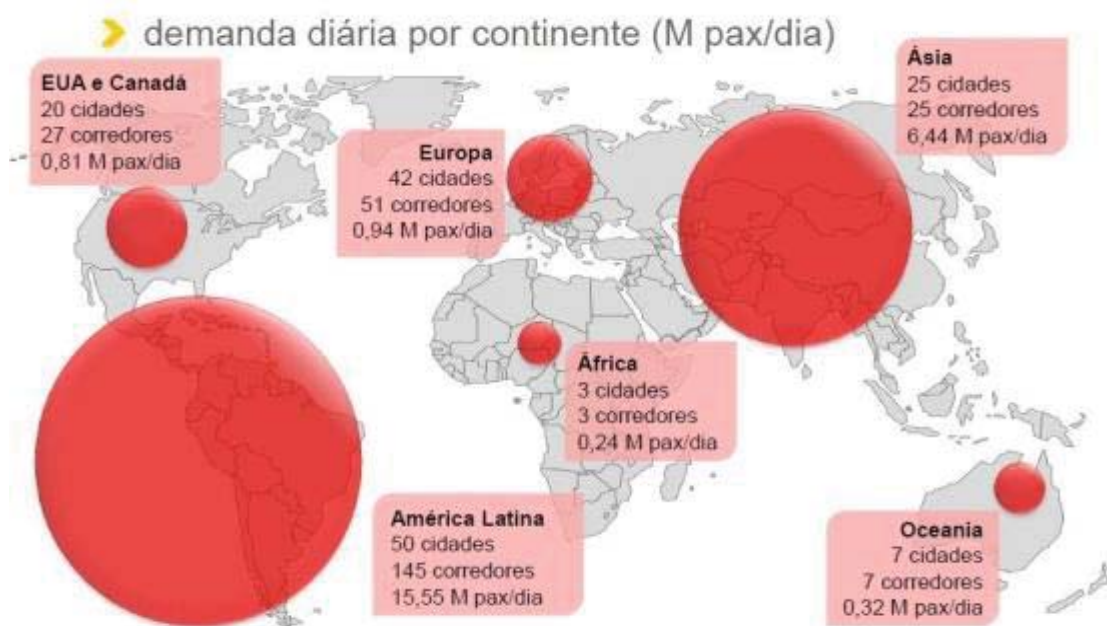 demanda diária por continente (M pax/dia)
EUA e Canadá
20 cidades
27 corredores
0,81 M pax/dia
Europa
42 cidades
51 corredores
0,94 M pax/dia
Ásia
25 cidades
25 corredores
6,44 M pax/dia
África
3 cidades
3 corredores
0,24 M pax/dia
América Latina
50 cidades
145 corredores
15,55 M pax/dia
Oceania
7 cidades
7 corredores
0,32 M pax/dia